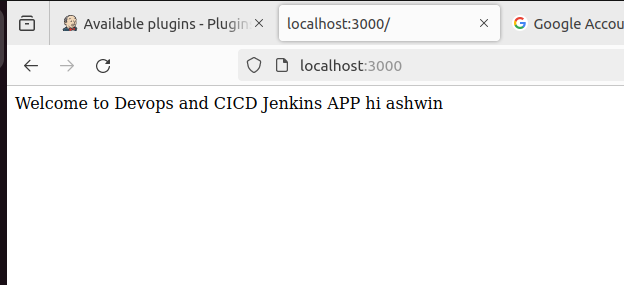 Available plugins - Plugin
localhost:3000/
Google Accou
localhost:3000
Welcome to Devops and CICD Jenkins APP hi ashwin